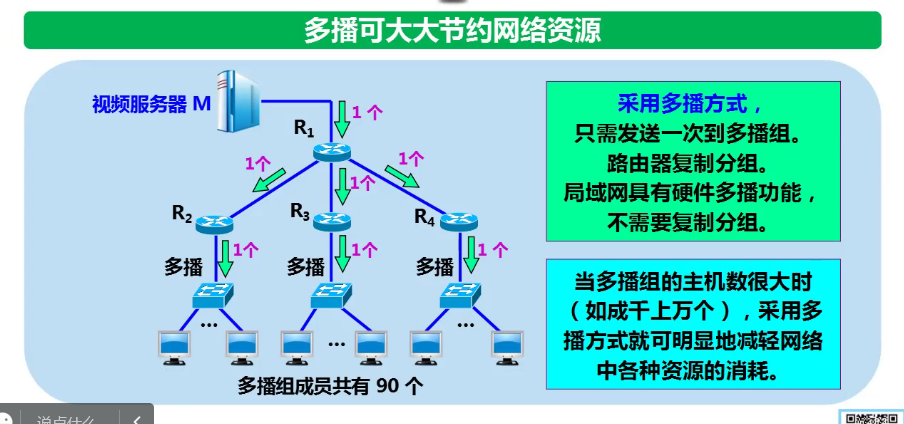 多播可大大节约网络资源
视频服务器 M
1 个
R1
1个
1个
1个
R2
R3
R4
1个
1个
1 个
多播
多播
多播
...
...
...
多播组成员共有 90 个
采用多播方式，
只需发送一次到多播组。
路由器复制分组。
局域网具有硬件多播功能，
不需要复制分组。
当多播组的主机数很大时
（如成千上万个），采用多
播方式就可明显地减轻网络
中各种资源的消耗。
说点什么